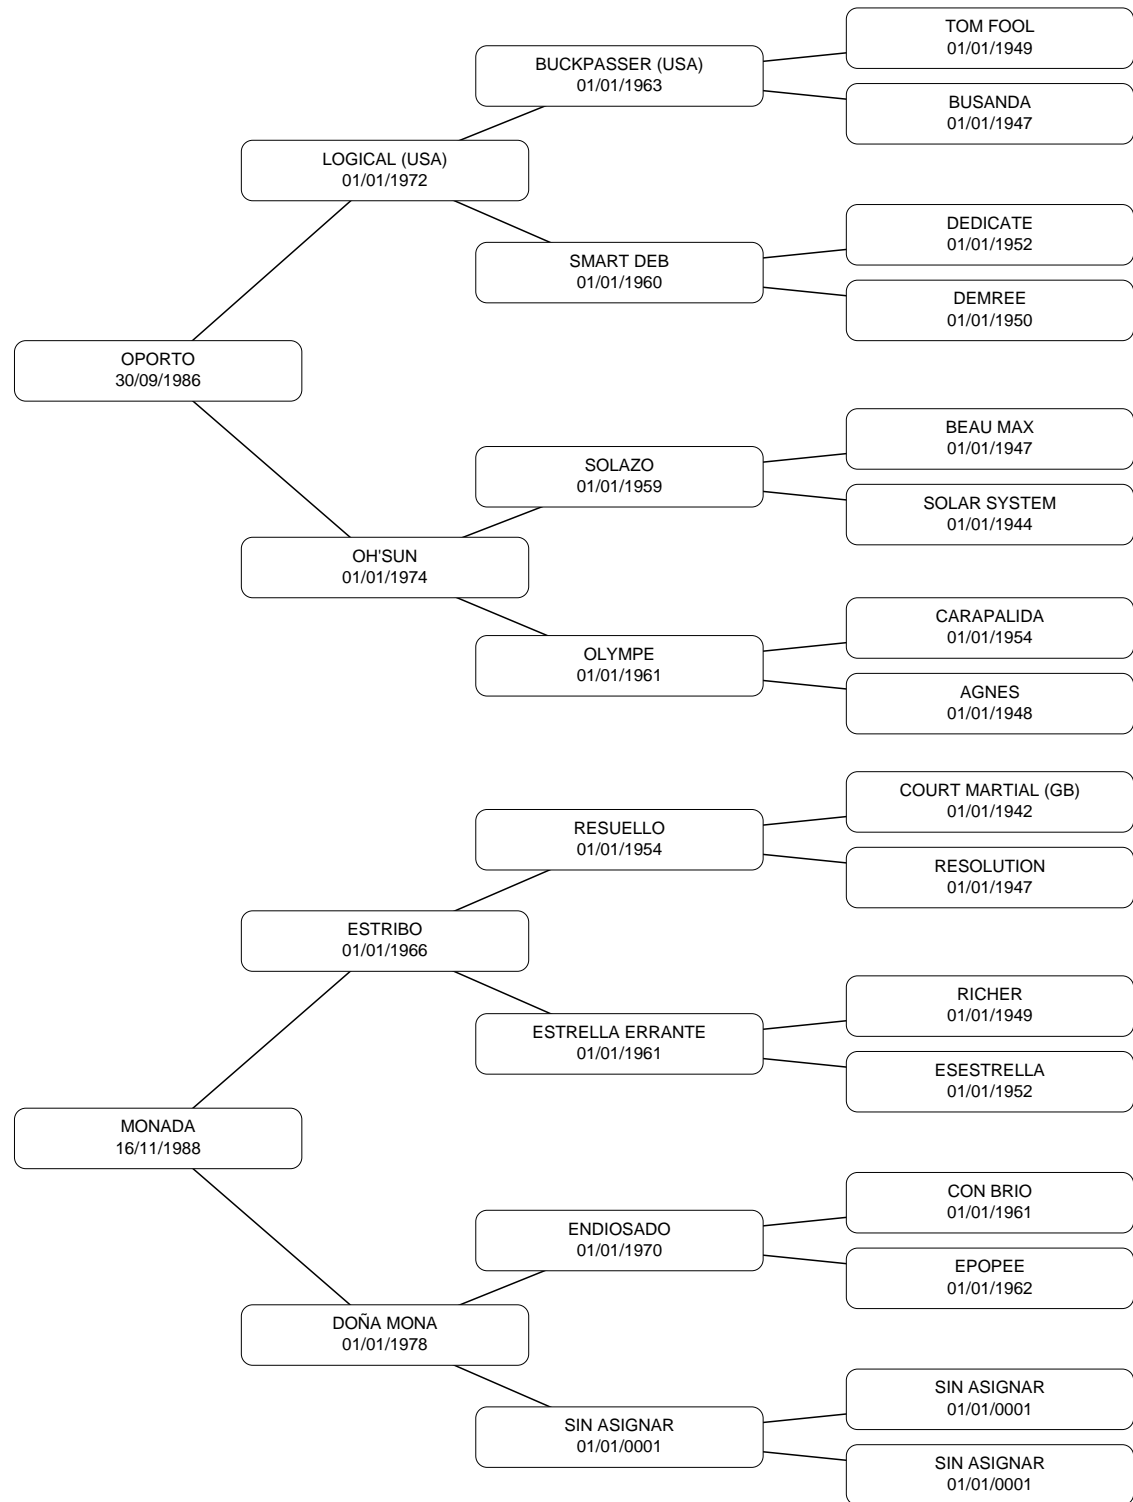 TOM FOOL
01/01/1949
BUCKPASSER (USA)
01/01/1963
BUSANDA
01/01/1947
LOGICAL (USA)
01/01/1972
DEDICATE
01/01/1952
SMART DEB
01/01/1960
DEMREE
01/01/1950
OPORTO
30/09/1986
BEAU MAX
01/01/1947
SOLAZO
01/01/1959
SOLAR SYSTEM
01/01/1944
OH'SUN
01/01/1974
CARAPALIDA
01/01/1954
OLYMPE
01/01/1961
AGNES
01/01/1948
COURT MARTIAL (GB)
01/01/1942
RESUELLO
01/01/1954
RESOLUTION
01/01/1947
ESTRIBO
01/01/1966
RICHER
01/01/1949
ESTRELLA ERRANTE
01/01/1961
ESESTRELLA
01/01/1952
MONADA
16/11/1988
CON BRIO
01/01/1961
ENDIOSADO
01/01/1970
EPOPEE
01/01/1962
DOÑA MONA
01/01/1978
SIN ASIGNAR
01/01/0001
SIN ASIGNAR
01/01/0001
SIN ASIGNAR
01/01/0001